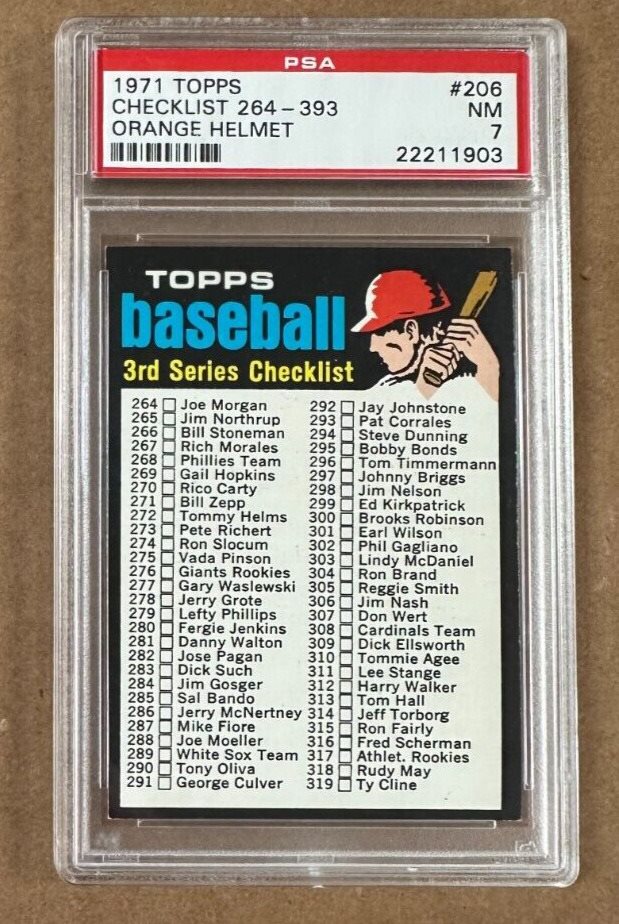 PSA
1971 TOPPS #206
CHECKLIST 264-393 NM
ORANGE HELMET 7
22211903
TOPPS
baseball
3rd Series Checklist
264 Joe Morgan
265 Jim Northrup
266 Bill Stoneman
267 Rich Morales
268 Phillies Team
269 Gail Hopkins
270 Rico Carty
271 Bill Zepp
272 Tommy Helms
273 Pete Richert
274 Ron Slocum
275 Vada Pinson
276 Giants Rookies
277 Gary Waslewski
278 Jerry Grote
279 Lefty Phillips
280 Fergie Jenkins
281 Danny Walton
282 Jose Pagan
283 Dick Such
284 Jim Gosger
285 Sal Bando
286 Jerry McNertney
287 Mike Fiore
288 Joe Moeller
289 White Sox Team
290 Tony Oliva
291 George Culver
292 Jay Johnstone
293 Pat Corrales
294 Steve Dunning
295 Bobby Bonds
296 Tom Timmermann
297 Johnny Briggs
298 Jim Nelson
299 Ed Kirkpatrick
300 Brooks Robinson
301 Earl Wilson
302 Phil Gagliano
303 Lindy McDaniel
304 Ron Brand
305 Reggie Smith
306 Jim Nash
307 Don Wert
308 Cardinals Team
309 Dick Ellsworth
310 Tommie Agee
311 Lee Stange
312 Harry Walker
313 Tom Hall
314 Jeff Torborg
315 Ron Fairly
316 Fred Scherman
317 Athlet. Rookies
318 Rudy May
319 Ty Cline